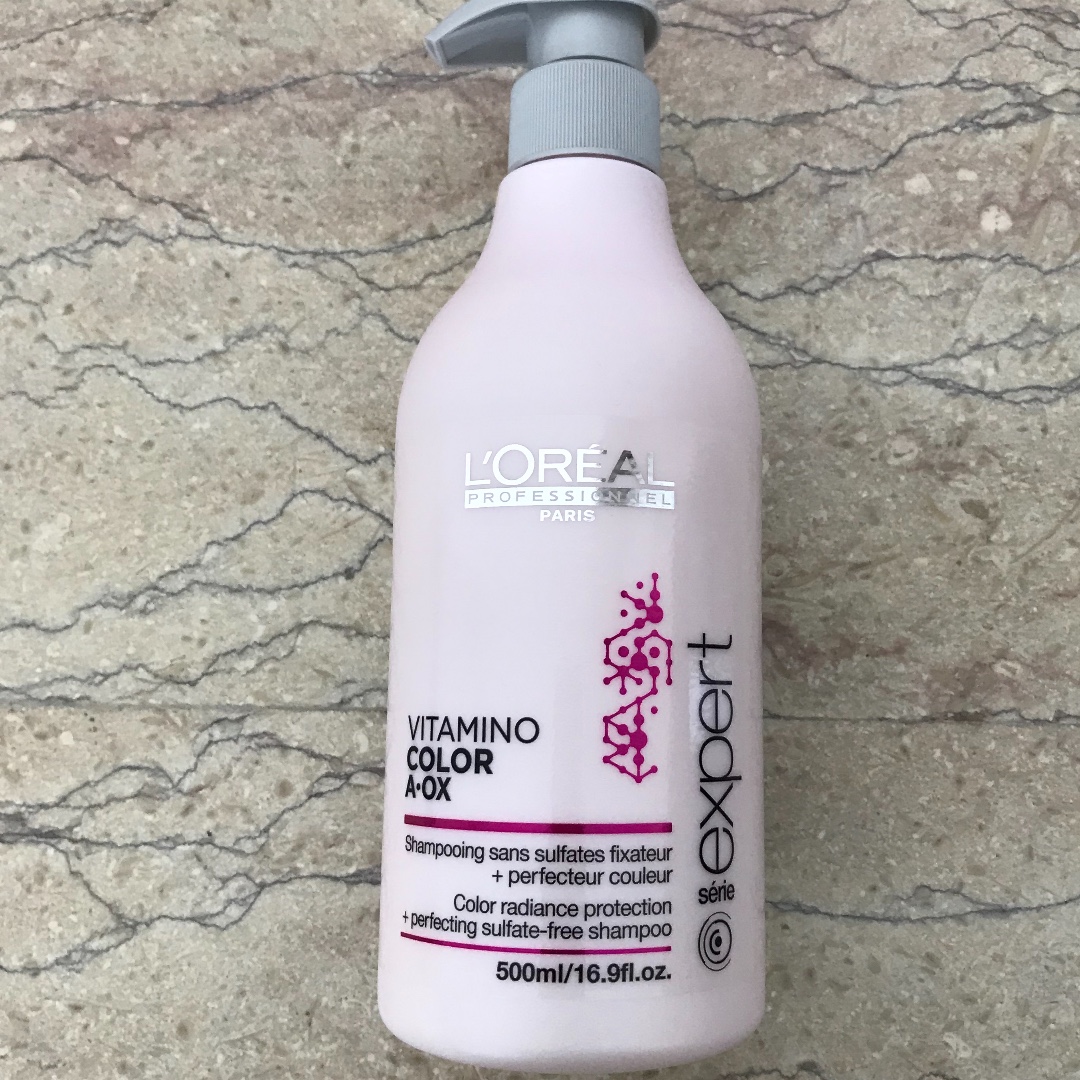 L'ORÉAL
PROFESSIONNEL
PARIS
VITAMINO
COLOR
A•OX
Shampooing sans sulfates fixateur
+ perfecteur couleur
Color radiance protection
+ perfecting sulfate-free shampoo
500ml/16.9fl.oz.
série expert